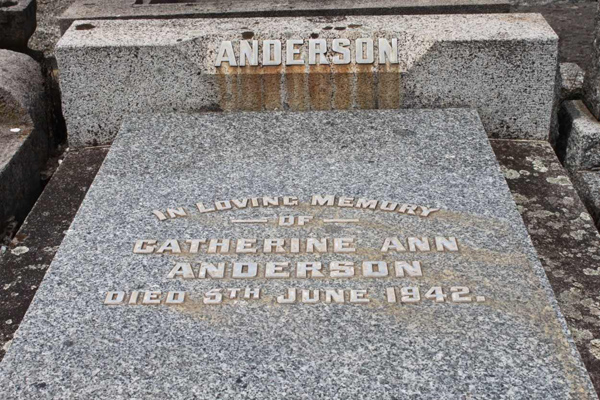 ANDERSON
IN LOVING MEMORY
OF
CATHERINE ANN
ANDERSON
DIED 5TH JUNE 1942.